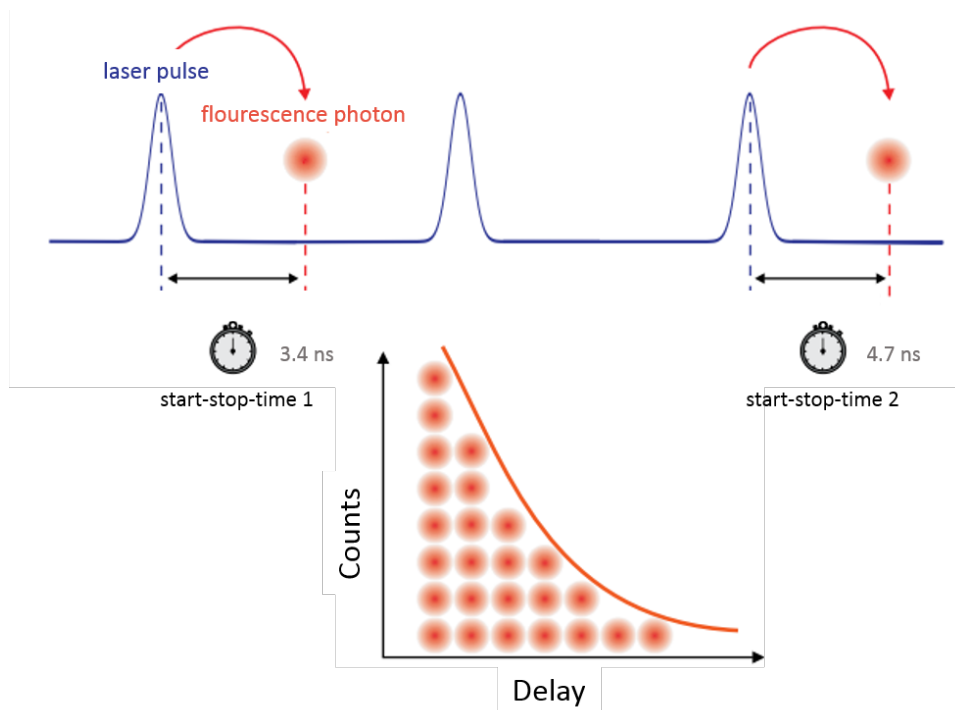 laser pulse
flourescence photon
3.4 ns
4.7 ns
start-stop-time 1
start-stop-time 2
Counts
Delay